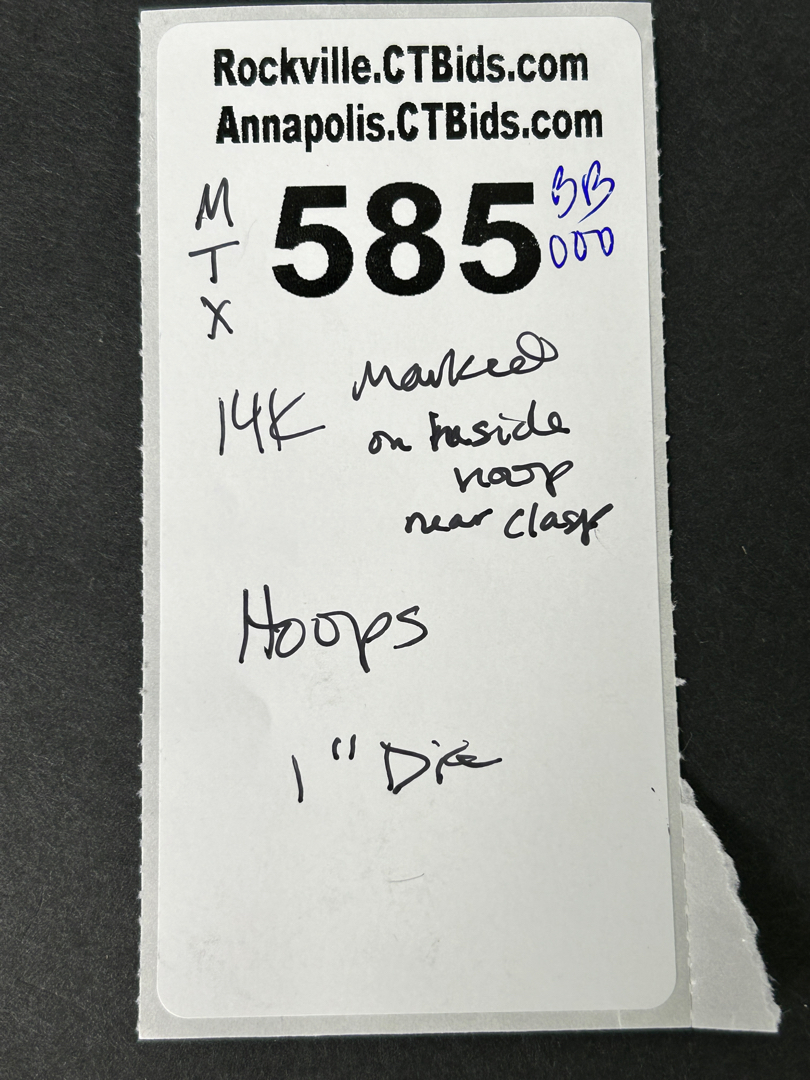 Rockville.CTBids.com
Annapolis.CTBids.com
M
T
X
585
BB
000
14K Marked
on Inside
hoop
near clasp
Hoops
1" Dia